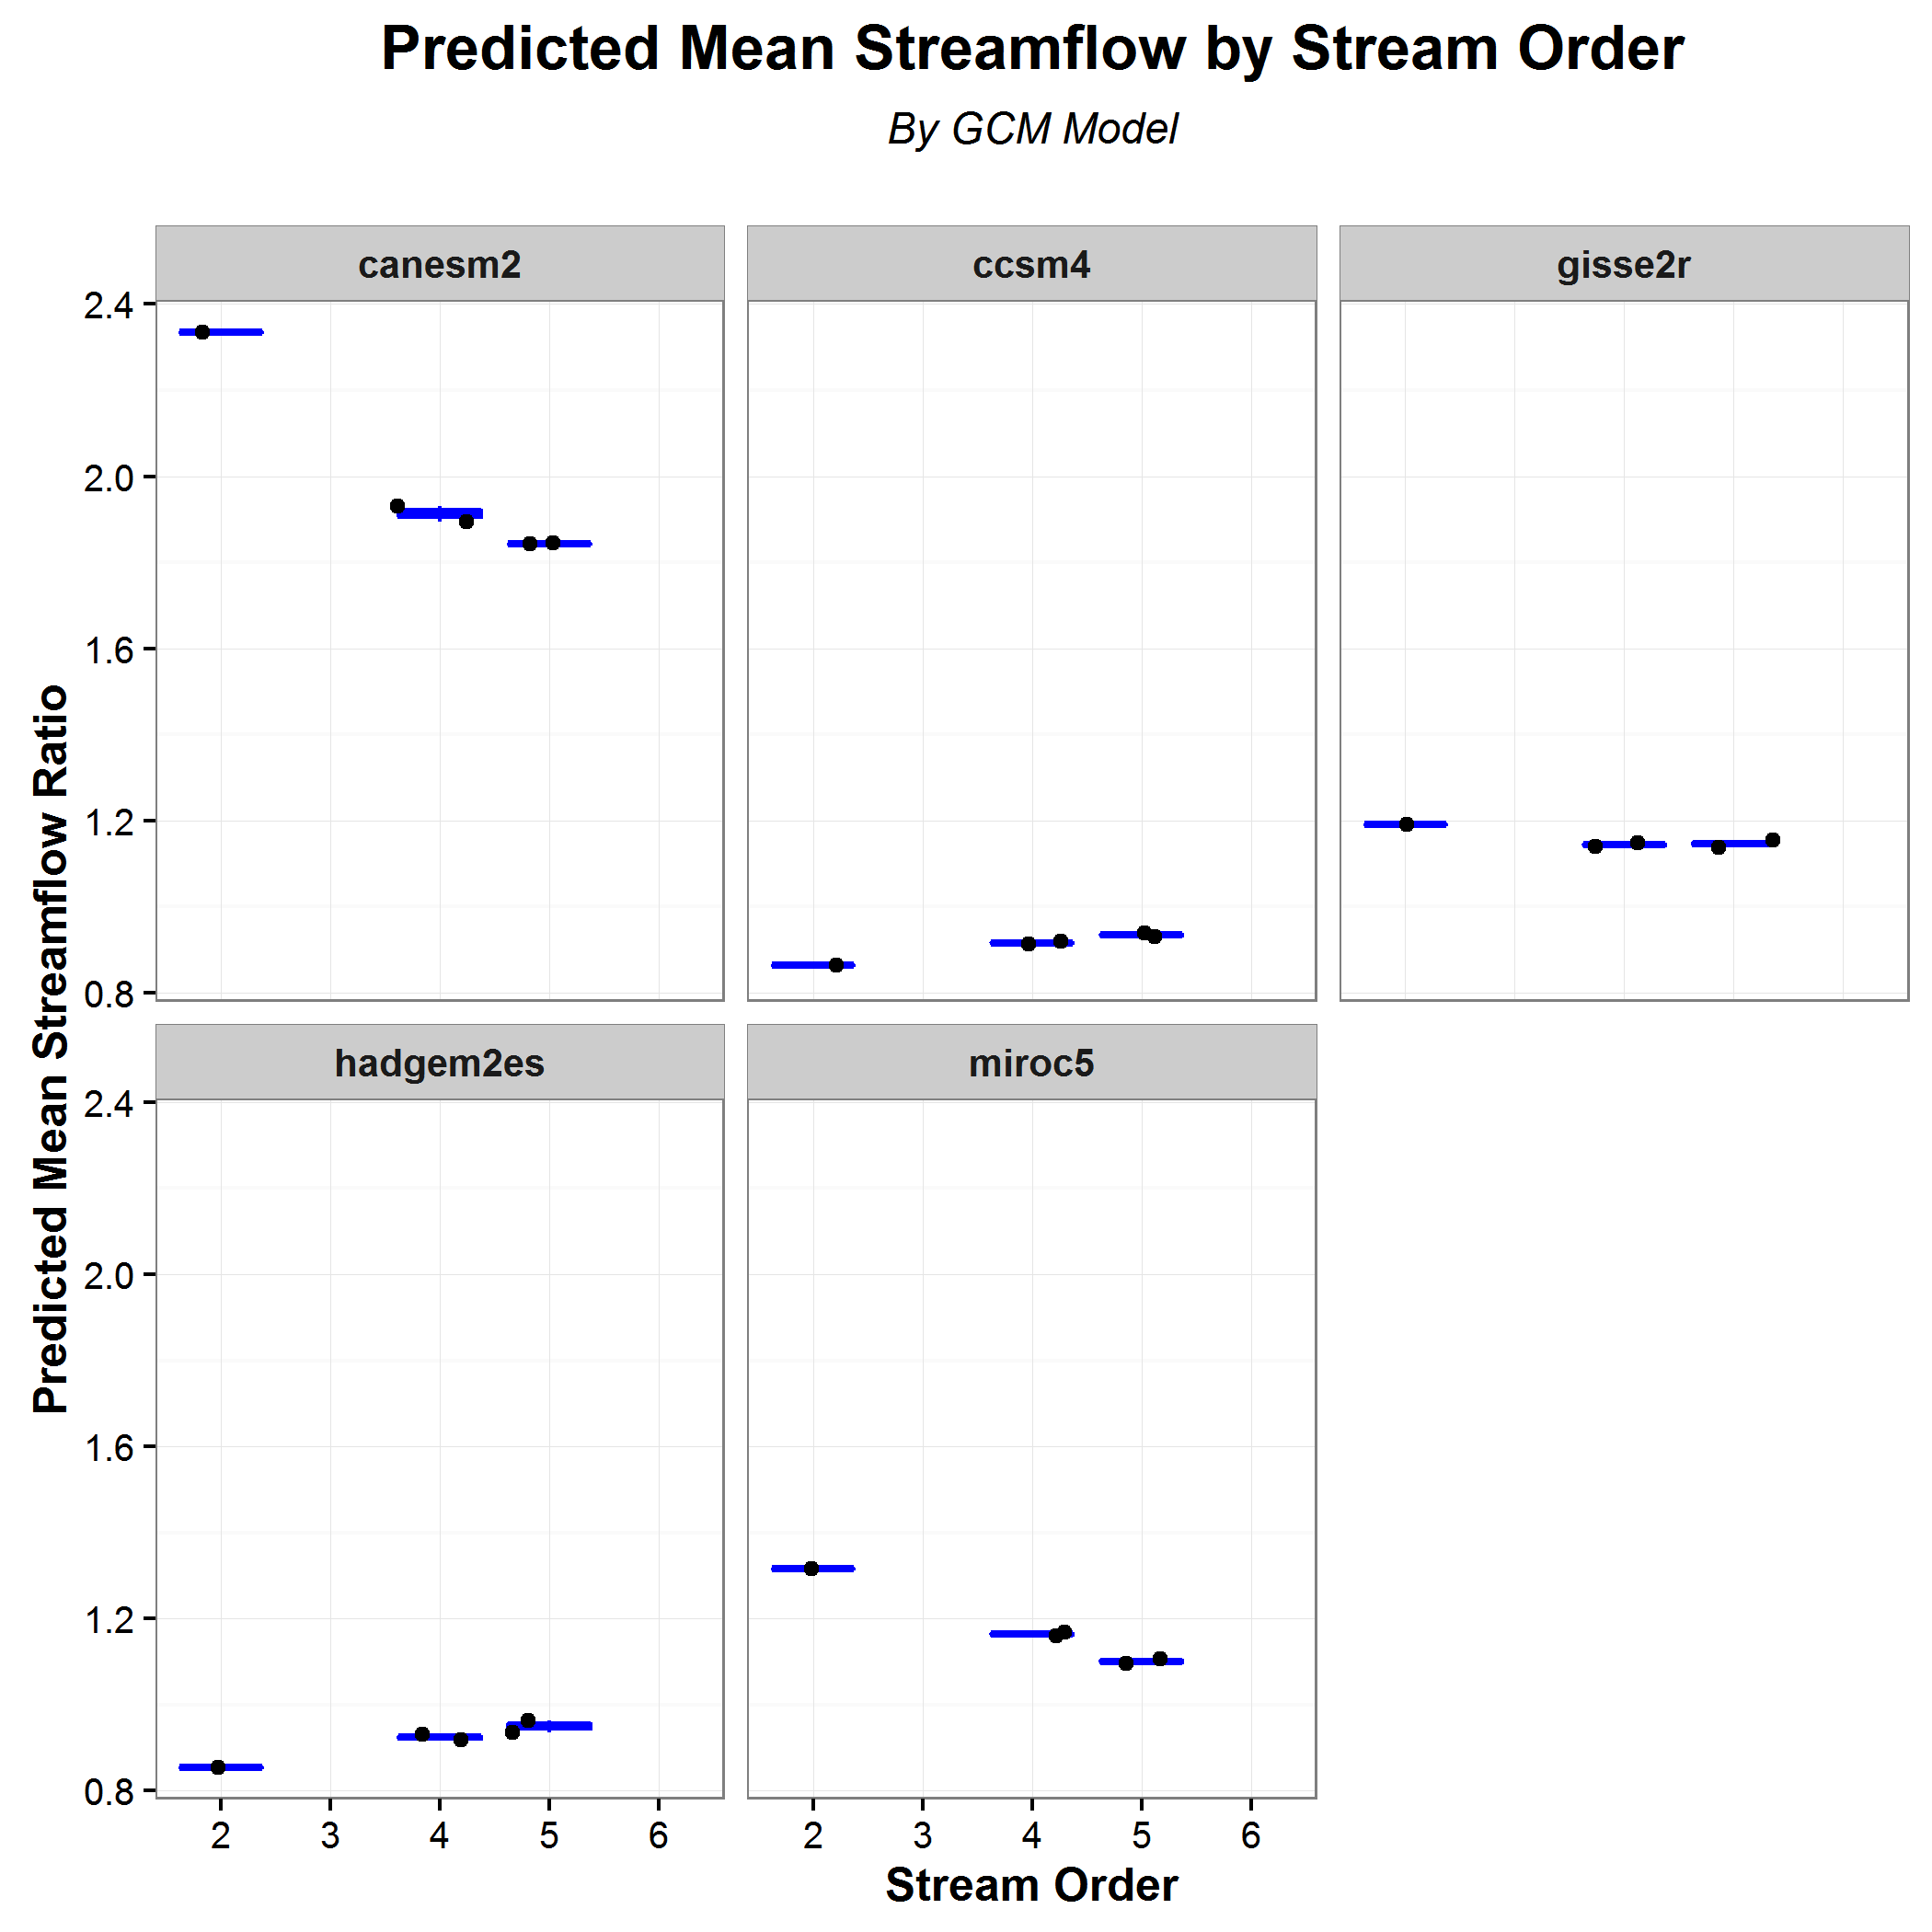 Predicted Mean Streamflow by Stream Order
By GCM Model
canesm2
ccsm4
gisse2r
2.4
2.0
1.6
1.2
0.8
Predicted Mean Streamflow Ratio
hadgem2es
miroc5
2.4
2.0
1.6
1.2
0.8
2 3 4 5 6
2 3 4 5 6
Stream Order